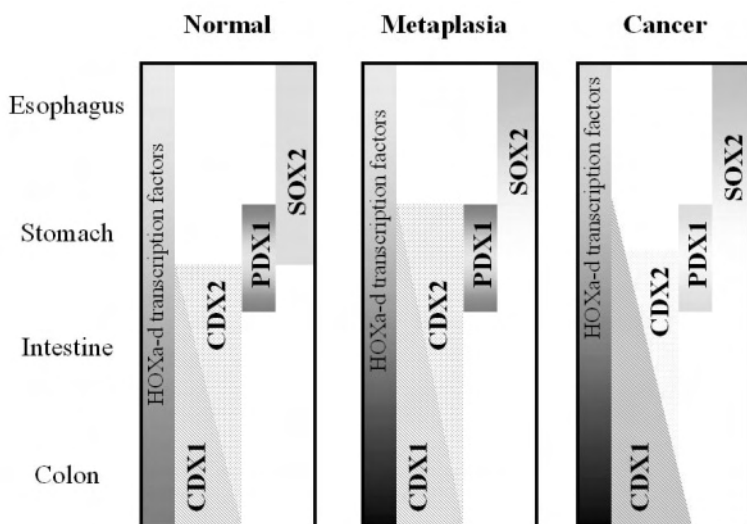 Normal
Metaplasia
Cancer
Esophagus
Stomach
Intestine
Colon
HOXa-d transcription factors
CDX1
CDX2
PDX1
SOX2
HOXa-d transcription factors
CDX1
CDX2
PDX1
SOX2
HOXa-d transcription factors
CDX1
CDX2
PDX1
SOX2